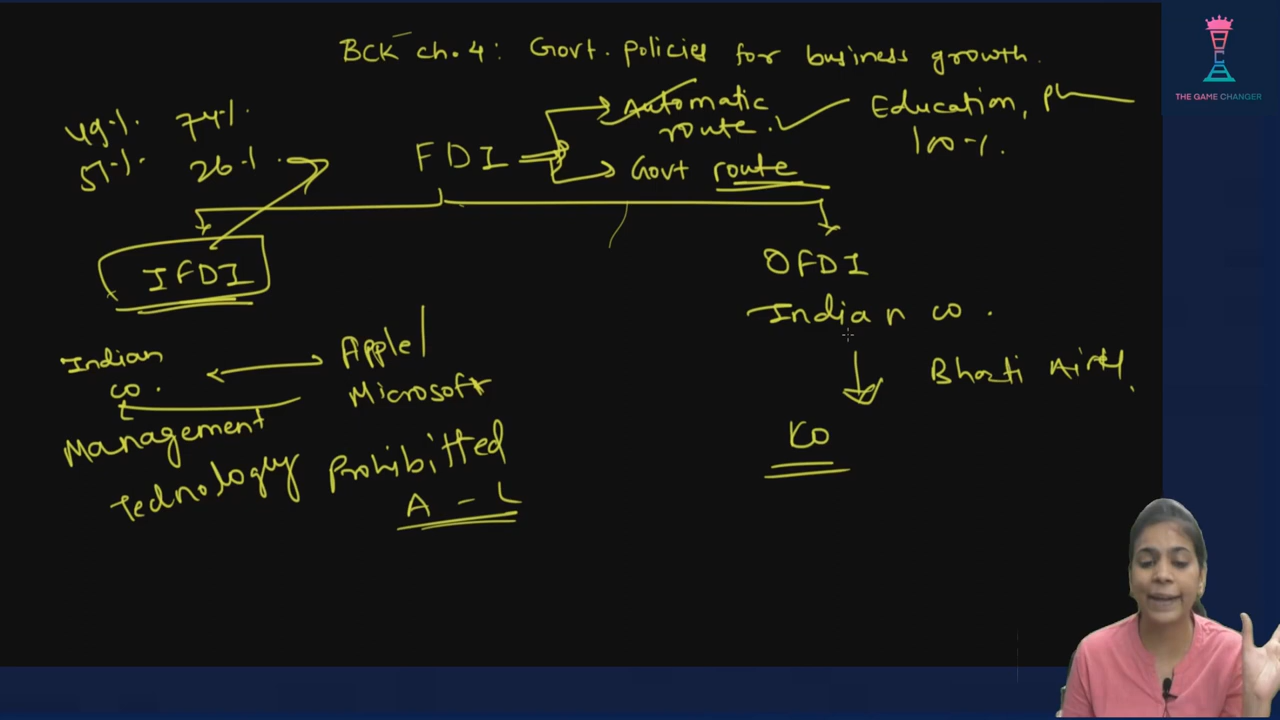 BCK ch. 4: Govt. policies for business growth.
THE GAME CHANGER
49% 74%.
51% 26%.
FDI
Automatic route.
Govt route
Education,
100%.
IFDI
OFDI
Indian co.
Indian co.
Apple/
Microsoft
Management
Technology
Prohibitted
A - L
Bharti Airtel,